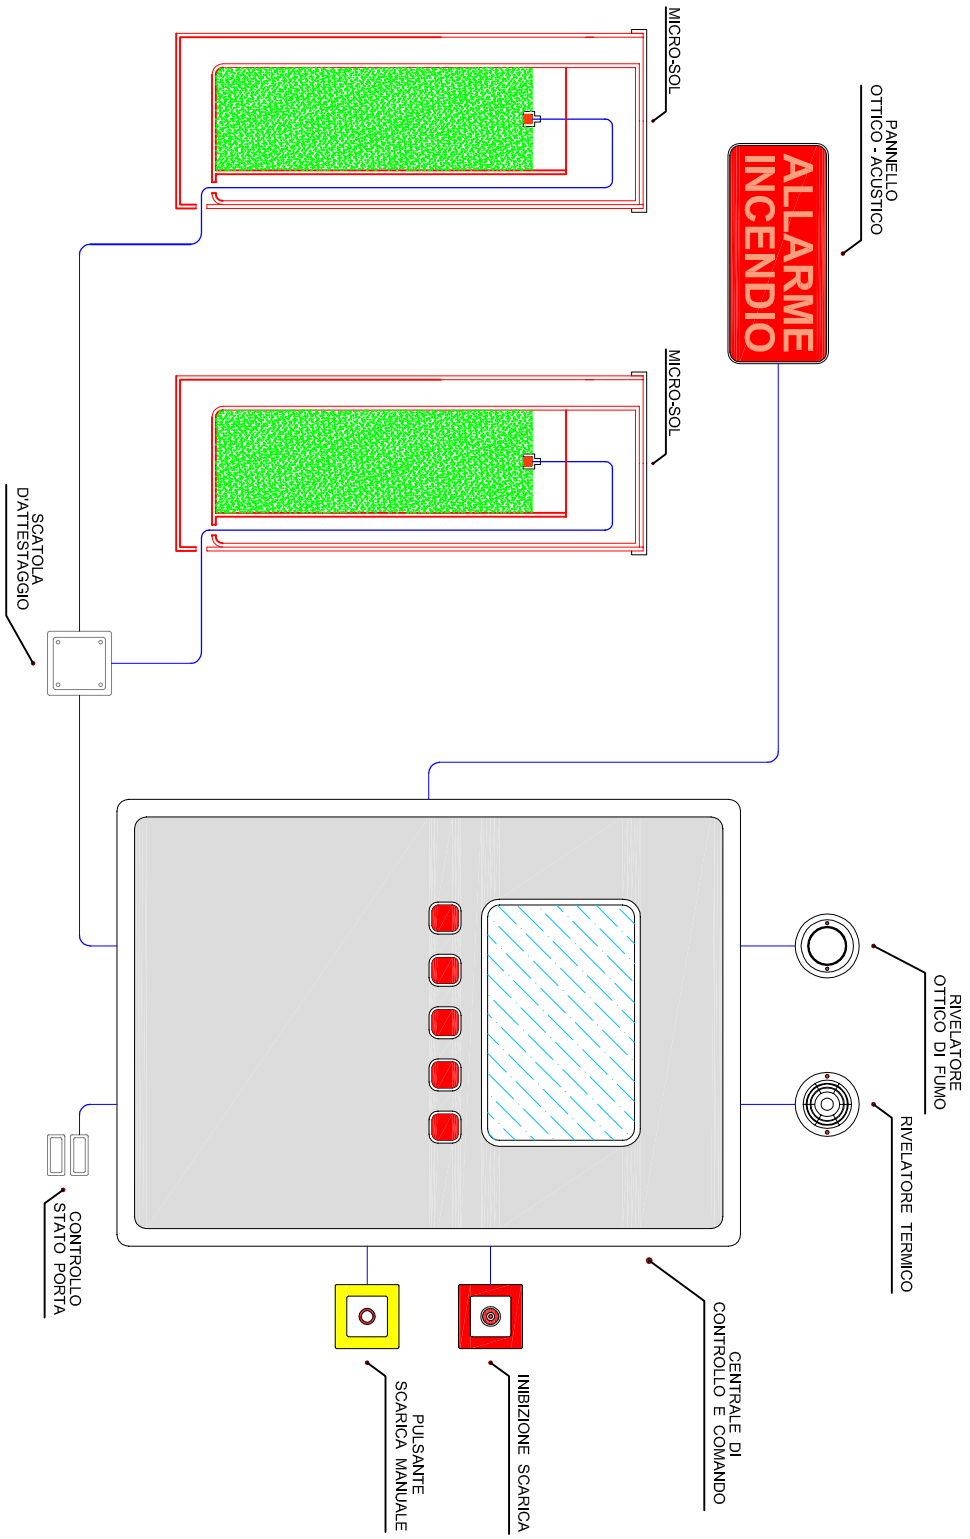 MICRO-SOL
MICRO-SOL
SCATOLA
D'ATTESTAGGIO
PANNELLO
OTTICO - ACUSTICO
ALLARME
INCENDIO
RIVELATORE
OTTICO DI FUMO
RIVELATORE TERMICO
CONTROLLO
STATO PORTA
CENTRALE DI
CONTROLLO E COMANDO
INIBIZIONE SCARICA
PULSANTE
SCARICA MANUALE